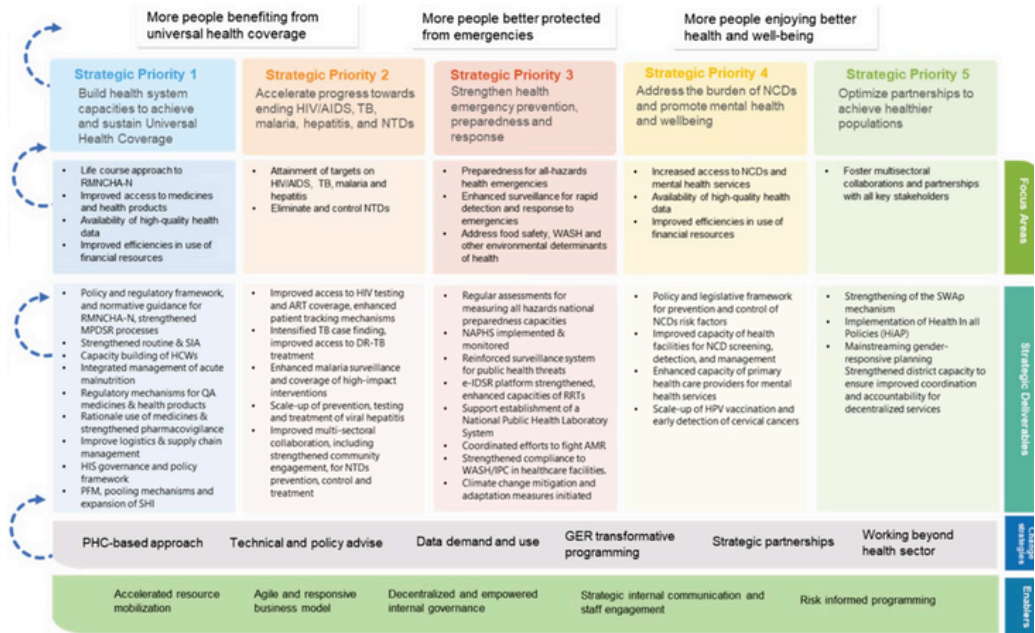 More people benefiting from
universal health coverage
More people better protected
from emergencies
More people enjoying better
health and well-being
Strategic Priority 1
Build health system
capacities to achieve
and sustain Universal
Health Coverage
Strategic Priority 2
Accelerate progress towards
ending HIV/AIDS, TB,
malaria, hepatitis, and NTDs
Strategic Priority 3
Strengthen health
emergency prevention,
preparedness and
response
Strategic Priority 4
Address the burden of NCDs
and promote mental health
and wellbeing
Strategic Priority 5
Optimize partnerships to
achieve healthier
populations
• Life course approach to
RMNCHA-N
• Improved access to medicines
and health products
• Availability of high-quality health
data
• Improved efficiencies in use of
financial resources
• Attainment of targets on
HIV/AIDS, TB, malaria and
hepatitis
• Eliminate and control NTDs
• Preparedness for all-hazards
health emergencies
• Enhanced surveillance for rapid
detection and response to
emergencies
• Address food safety, WASH and
other environmental determinants
of health
• Increased access to NCDs and
mental health services
• Availability of high-quality health
data
• Improved efficiencies in use of
financial resources
• Foster multisectoral
collaborations and partnerships
with all key stakeholders
Focus Areas
• Policy and regulatory framework,
and normative guidance for
RMNCHA-N, strengthened
MPDSR processes
• Strengthened routine & SIA
• Capacity building of HCWs
• Integrated management of acute
malnutrition
• Regulatory mechanisms for QA
medicines & health products
• Rationale use of medicines &
strengthened pharmacovigilance
• Improve logistics & supply chain
management
• HIS governance and policy
framework
• PFM, pooling mechanisms and
expansion of SHI
• Improved access to HIV testing
and ART coverage, enhanced
patient tracking mechanisms
• Intensified TB case finding,
improved access to DR-TB
treatment
• Enhanced malaria surveillance
and coverage of high-impact
interventions
• Scale-up of prevention, testing
and treatment of viral hepatitis
• Improved multi-sectoral
collaboration, including
strengthened community
engagement, for NTDs
prevention, control and
treatment
• Regular assessments for
measuring all hazards national
preparedness capacities
• NAPHS implemented &
monitored
• Reinforced surveillance system
for public health threats
• e-IDSR platform strengthened,
enhanced capacities of RRTs
• Support establishment of a
National Public Health Laboratory
System
• Coordinated efforts to fight AMR
• Strengthened compliance to
WASH/IPC in healthcare facilities.
• Climate change mitigation and
adaptation measures initiated
• Policy and legislative framework
for prevention and control of
NCDs risk factors
• Improved capacity of health
facilities for NCD screening,
detection, and management
• Enhanced capacity of primary
health care providers for mental
health services
• Scale-up of HPV vaccination and
early detection of cervical cancers
• Strengthening of the SWAp
mechanism
• Implementation of Health In all
Policies (HiAP)
• Mainstreaming gender-
responsive planning
Strengthened district capacity to
ensure improved coordination
and accountability for
decentralized services
Strategic Deliverables
PHC-based approach
Technical and policy advise
Data demand and use
GER transformative
programming
Strategic partnerships
Working beyond
health sector
Change
strategies
Accelerated resource
mobilization
Agile and responsive
business model
Decentralized and empowered
internal governance
Strategic internal communication and
staff engagement
Risk informed programming
Enablers